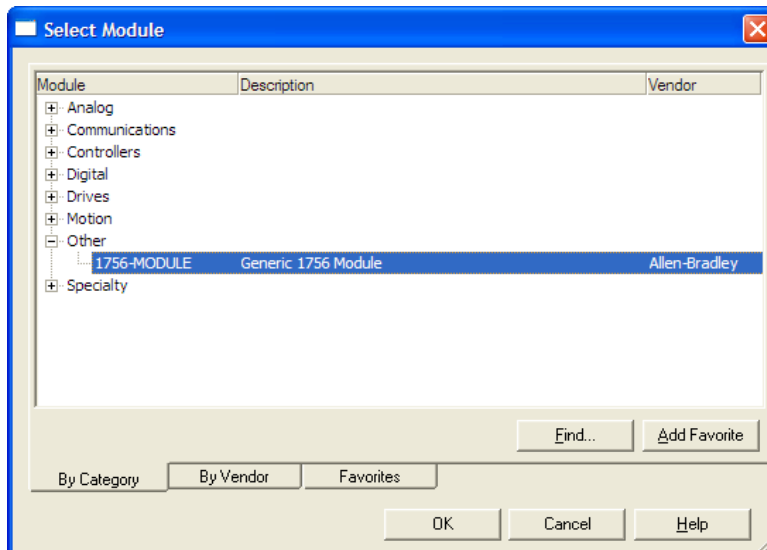 Select Module
Module Description Vendor
Analog
Communications
Controllers
Digital
Drives
Motion
Other
1756-MODULE Generic 1756 Module Allen-Bradley
Specialty
Find... Add Favorite
By Category By Vendor Favorites
OK Cancel Help